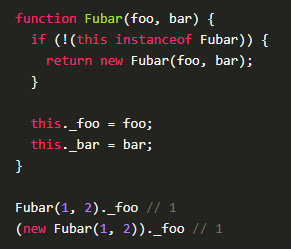 function Fubar(foo, bar) {
  if (!(this instanceof Fubar)) {
    return new Fubar(foo, bar);
  }

  this._foo = foo;
  this._bar = bar;
}

Fubar(1, 2)._foo // 1
(new Fubar(1, 2))._foo // 1